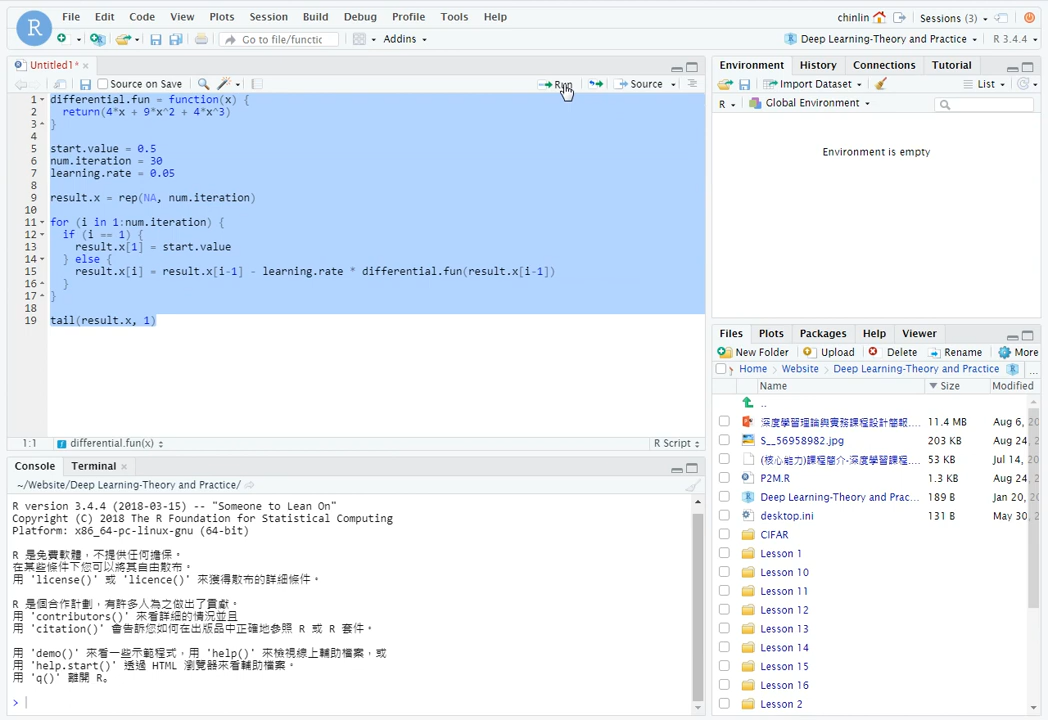 File Edit Code View Plots Session Build Debug Profile Tools Help
chinlin Sessions (3)
Go to file/functic Addins
Deep Learning-Theory and Practice R 3.4.4
Untitled1*
Source on Save Run Source
1 differential.fun = function(x) {
2 return(4*x + 9*x^2 + 4*x^3)
3 }
4
5 start.value = 0.5
6 num.iteration = 30
7 learning.rate = 0.05
8
9 result.x = rep(NA, num.iteration)
10
11 for (i in 1:num.iteration) {
12 if (i == 1) {
13 result.x[1] = start.value
14 } else {
15 result.x[i] = result.x[i-1] - learning.rate * differential.fun(result.x[i-1])
16 }
17 }
18
19 tail(result.x, 1)
1:1 differential.fun(x) R Script
Console Terminal
~/Website/Deep Learning-Theory and Practice/
R version 3.4.4 (2018-03-15) -- "Someone to Lean On"
Copyright (C) 2018 The R Foundation for Statistical Computing
Platform: x86_64-pc-linux-gnu (64-bit)
R 是免費軟體，不提供任何擔保。
在某些條件下您可以將其自由散布。
用 'license()' 或 'licence()' 來獲得散布的詳細條件。
R 是個合作計劃，有許多人為之做出了貢獻。
用 'contributors()' 來看詳細的情況並且
用 'citation()' 會告訴您如何在出版品中正確地參照 R 或 R 套件。
用 'demo()' 來看一些示範程式，用 'help()' 來檢視線上輔助檔案，或
用 'help.start()' 透過 HTML 瀏覽器來看輔助檔案。
用 'q()' 離開 R。
>
Environment History Connections Tutorial
Import Dataset List
R Global Environment
Environment is empty
Files Plots Packages Help Viewer
New Folder Upload Delete Rename More
Home Website Deep Learning-Theory and Practice R ...
Name Size Modified
..
深度學習理論與實務課程設計簡報.... 11.4 MB Aug 6, 20
S__56958982.jpg 203 KB Aug 24,
(核心能力)課程簡介-深度學習課程.... 53 KB Jul 14,
P2M.R 1.3 KB Aug 24,
Deep Learning-Theory and Prac... 189 B Jan 20,
desktop.ini 131 B May 30,
CIFAR
Lesson 1
Lesson 10
Lesson 11
Lesson 12
Lesson 13
Lesson 14
Lesson 15
Lesson 16
Lesson 2